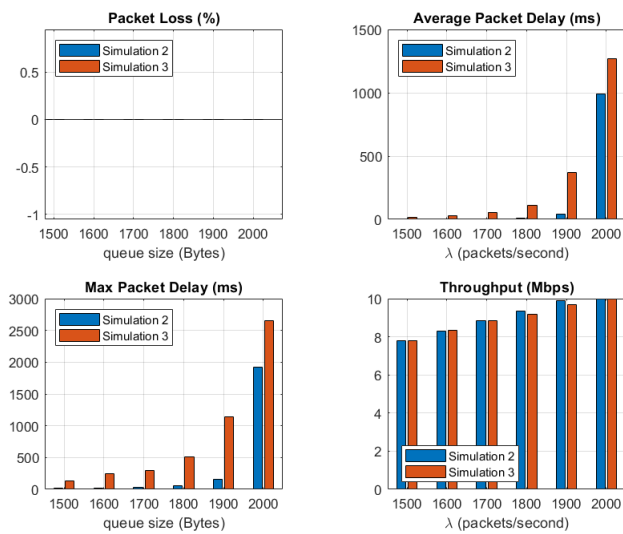 Packet Loss (%)
Simulation 2
Simulation 3
0.5
0
-0.5
-1
1500 1600 1700 1800 1900 2000
queue size (Bytes)
Average Packet Delay (ms)
1500
Simulation 2
Simulation 3
1000
500
0
1500 1600 1700 1800 1900 2000
λ (packets/second)
Max Packet Delay (ms)
3000
Simulation 2
Simulation 3
2500
2000
1500
1000
500
0
1500 1600 1700 1800 1900 2000
queue size (Bytes)
Throughput (Mbps)
10
8
6
4
2
Simulation 2
Simulation 3
0
1500 1600 1700 1800 1900 2000
λ (packets/second)